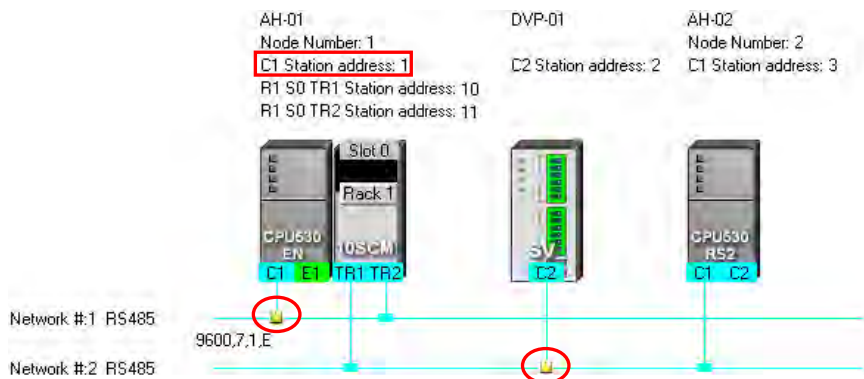 AH-01
Node Number: 1
C1 Station address: 1
R1 S0 TR1 Station address: 10
R1 S0 TR2 Station address: 11
DVP-01
C2 Station address: 2
AH-02
Node Number: 2
C1 Station address: 3
Slot 0
Rack 1
CPU530
EN
10SCM
C1 E1 TR1 TR2
SV_
C2
CPU530
RS2
C1 C2
Network #:1 RS485
9600,7,1,E
Network #:2 RS485